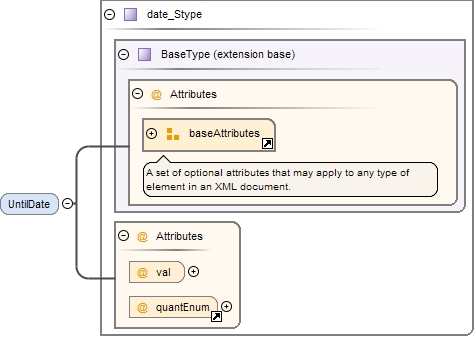 date_Stype
BaseType (extension base)
@ Attributes
baseAttributes
A set of optional attributes that may apply to any type of
element in an XML document.
UntilDate
@ Attributes
@ val
@ quantEnum